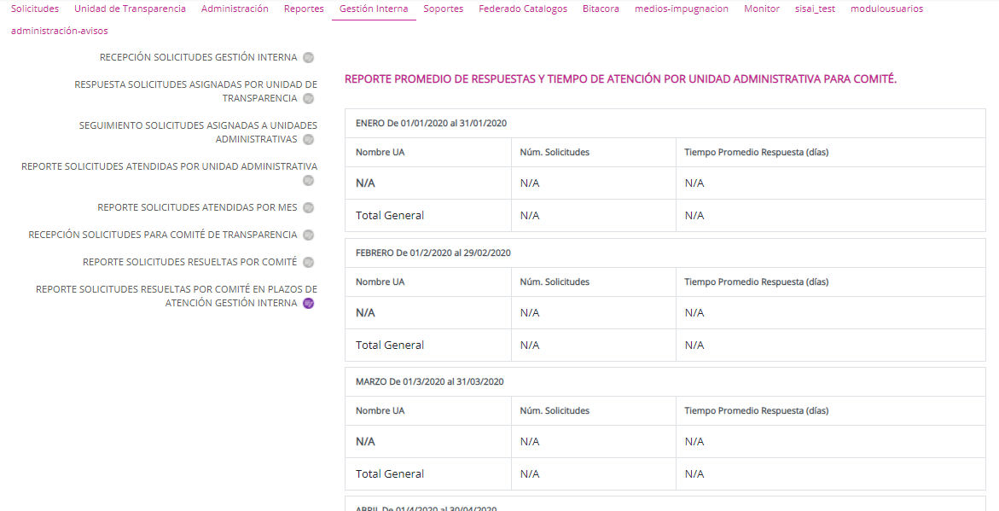 Solicitudes Unidad de Transparencia Administración Reportes Gestión Interna Soportes Federado Catalogos Bitacora medios-impugnacion Monitor sisai_test modulousuarios
administración-avisos
RECEPCIÓN SOLICITUDES GESTIÓN INTERNA
RESPUESTA SOLICITUDES ASIGNADAS POR UNIDAD DE
TRANSPARENCIA
SEGUIMIENTO SOLICITUDES ASIGNADAS A UNIDADES
ADMINISTRATIVAS
REPORTE SOLICITUDES ATENDIDAS POR UNIDAD ADMINISTRATIVA
REPORTE SOLICITUDES ATENDIDAS POR MES
RECEPCIÓN SOLICITUDES PARA COMITÉ DE TRANSPARENCIA
REPORTE SOLICITUDES RESUELTAS POR COMITÉ
REPORTE SOLICITUDES RESUELTAS POR COMITÉ EN PLAZOS DE
ATENCIÓN GESTIÓN INTERNA
REPORTE PROMEDIO DE RESPUESTAS Y TIEMPO DE ATENCIÓN POR UNIDAD ADMINISTRATIVA PARA COMITÉ.
ENERO De 01/01/2020 al 31/01/2020
Nombre UA Núm. Solicitudes Tiempo Promedio Respuesta (días)
N/A N/A N/A
Total General N/A N/A
FEBRERO De 01/2/2020 al 29/02/2020
Nombre UA Núm. Solicitudes Tiempo Promedio Respuesta (días)
N/A N/A N/A
Total General N/A N/A
MARZO De 01/3/2020 al 31/03/2020
Nombre UA Núm. Solicitudes Tiempo Promedio Respuesta (días)
N/A N/A N/A
Total General N/A N/A
ABRIL De 01/4/2020 al 30/04/2020